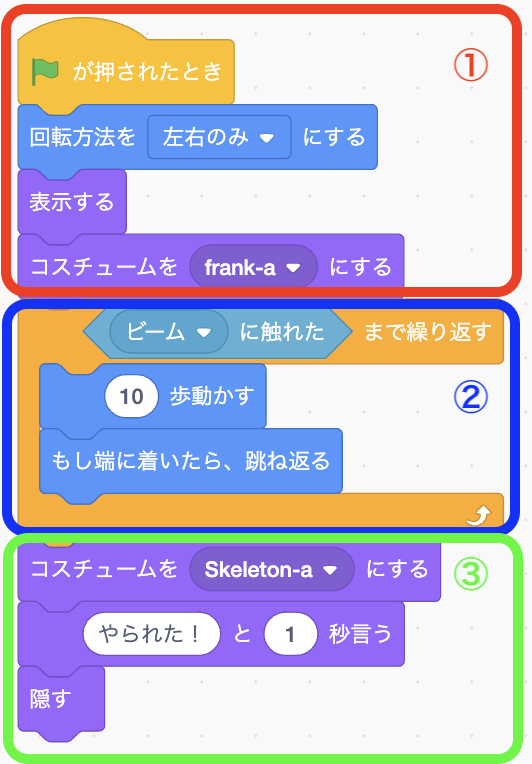 が押されたとき
①
回転方法を 左右のみ にする
表示する
コスチュームを frank-a にする
ビーム に触れた まで繰り返す
10 歩動かす
②
もし端に着いたら、跳ね返る
コスチュームを Skeleton-a にする
③
やられた！ と 1 秒言う
隠す